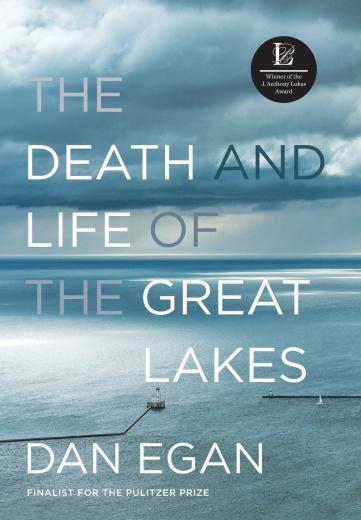 L
Winner of the
J. Anthony Lukas
Award
THE
DEATH AND
LIFE OF
THE GREAT
LAKES
DAN EGAN
FINALIST FOR THE PULITZER PRIZE